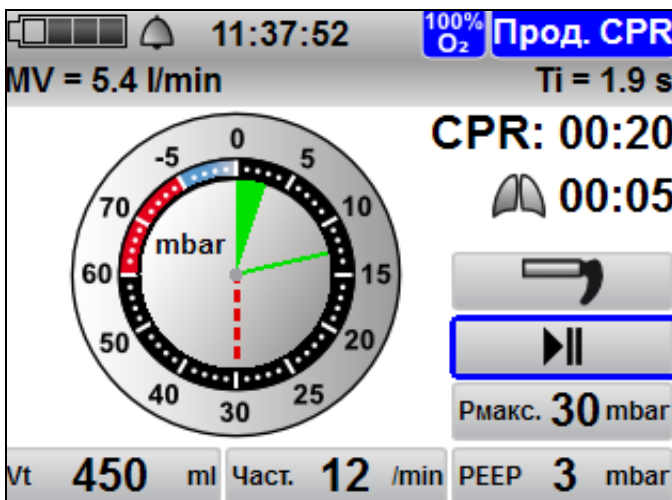 11:37:52
100%
O₂
Прод. CPR
MV = 5.4 l/min
Ti = 1.9 s
CPR: 00:20
00:05
0
5
10
15
20
25
30
40
50
60
70
-5
mbar
Рмакс. 30 mbar
Vt 450 ml
Част. 12 /min
PEEP 3 mbar